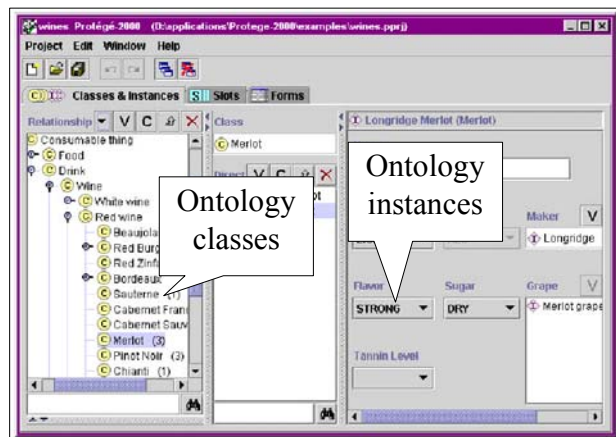 wines Protégé-2000 (D:\applications\Protege-2000\examples\wines.pprj)
Project Edit Window Help
Classes & Instances Slots Forms
Relationship V C
Consumable thing
Food
Drink
Wine
White wine
Red wine
Beaujola
Red Burg
Red Zinfa
Bordeaux
Sauterne (1)
Cabernet Franc
Cabernet Sauv
Merlot (3)
Pinot Noir (3)
Chianti (1)
Ontology
classes
Class
Merlot
V C
Longridge Merlot (Merlot)
Ontology
instances
Maker V
Longridge
Flavor Sugar Grape V
STRONG DRY Merlot grape
Tannin Level